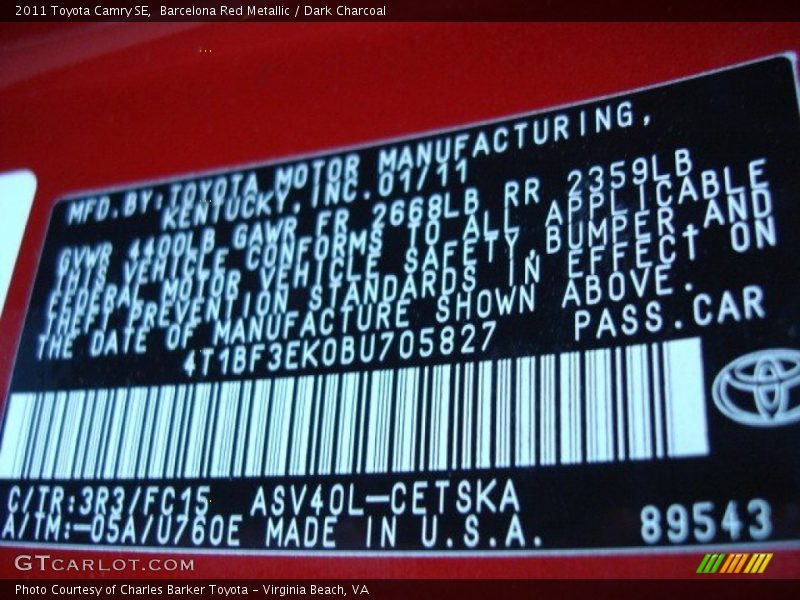 2011 Toyota Camry SE, Barcelona Red Metallic / Dark Charcoal
MFD.BY:TOYOTA MOTOR MANUFACTURING,
KENTUCKY,INC.01/11
GVWR 4400LB GAWR FR 2668LB RR 2359LB
THIS VEHICLE CONFORMS TO ALL APPLICABLE
FEDERAL MOTOR VEHICLE SAFETY,BUMPER AND
THEFT PREVENTION STANDARDS IN EFFECT ON
THE DATE OF MANUFACTURE SHOWN ABOVE.
4T1BF3EK0BU705827 PASS.CAR
C/TR:3R3/FC15 ASV40L-CETSKA
A/TM:-05A/U760E MADE IN U.S.A. 89543
GTCARLOT.COM
Photo Courtesy of Charles Barker Toyota - Virginia Beach, VA